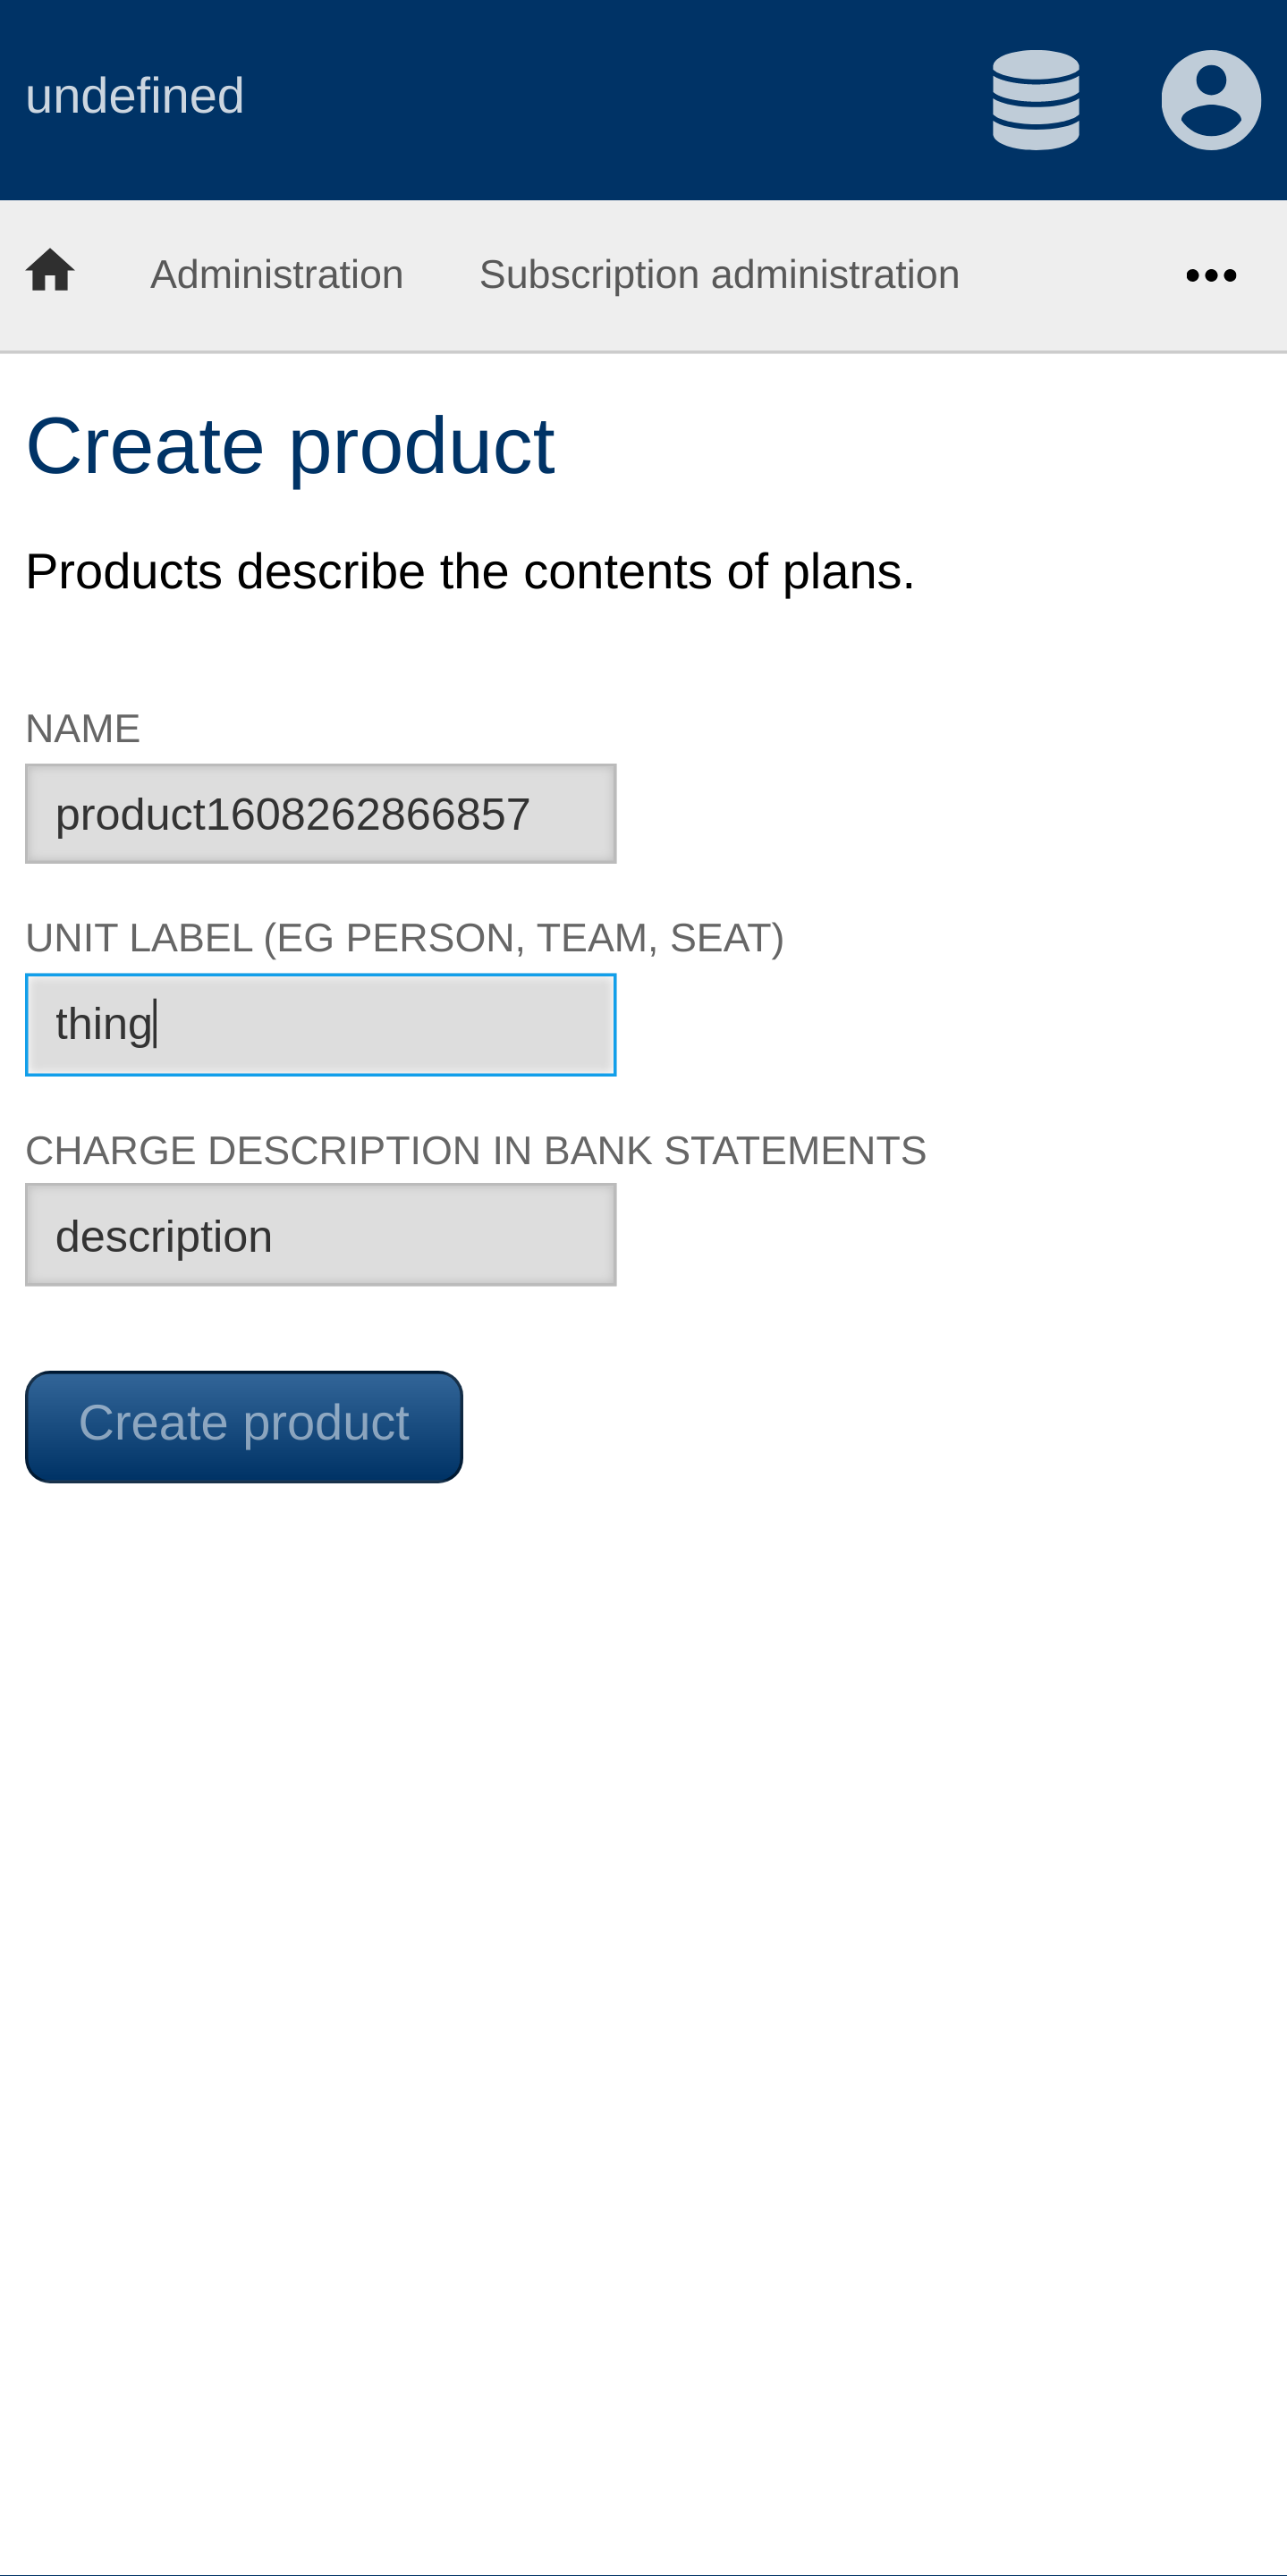 undefined
Administration Subscription administration
Create product
Products describe the contents of plans.
NAME
product1608262866857
UNIT LABEL (EG PERSON, TEAM, SEAT)
thing
CHARGE DESCRIPTION IN BANK STATEMENTS
description
Create product